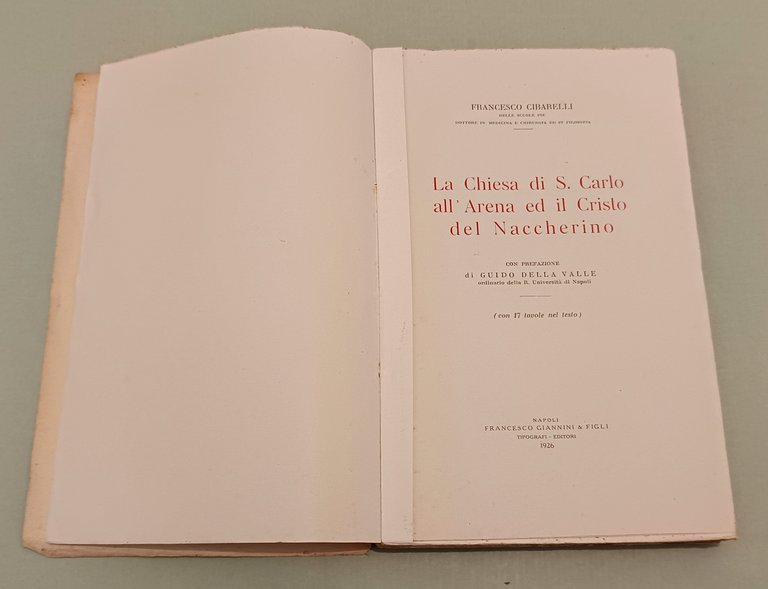 FRANCESCO CIBARELLI
DELLE SCUOLE PIE
DOTTORE IN MEDICINA E CHIRURGIA ED IN FILOSOFIA
La Chiesa di S. Carlo
all' Arena ed il Cristo
del Naccherino
CON PREFAZIONE
di GUIDO DELLA VALLE
ordinario della R. Università di Napoli
(con 17 tavole nel testo)
NAPOLI
FRANCESCO GIANNINI & FIGLI
TIPOGRAFI - EDITORI
1926